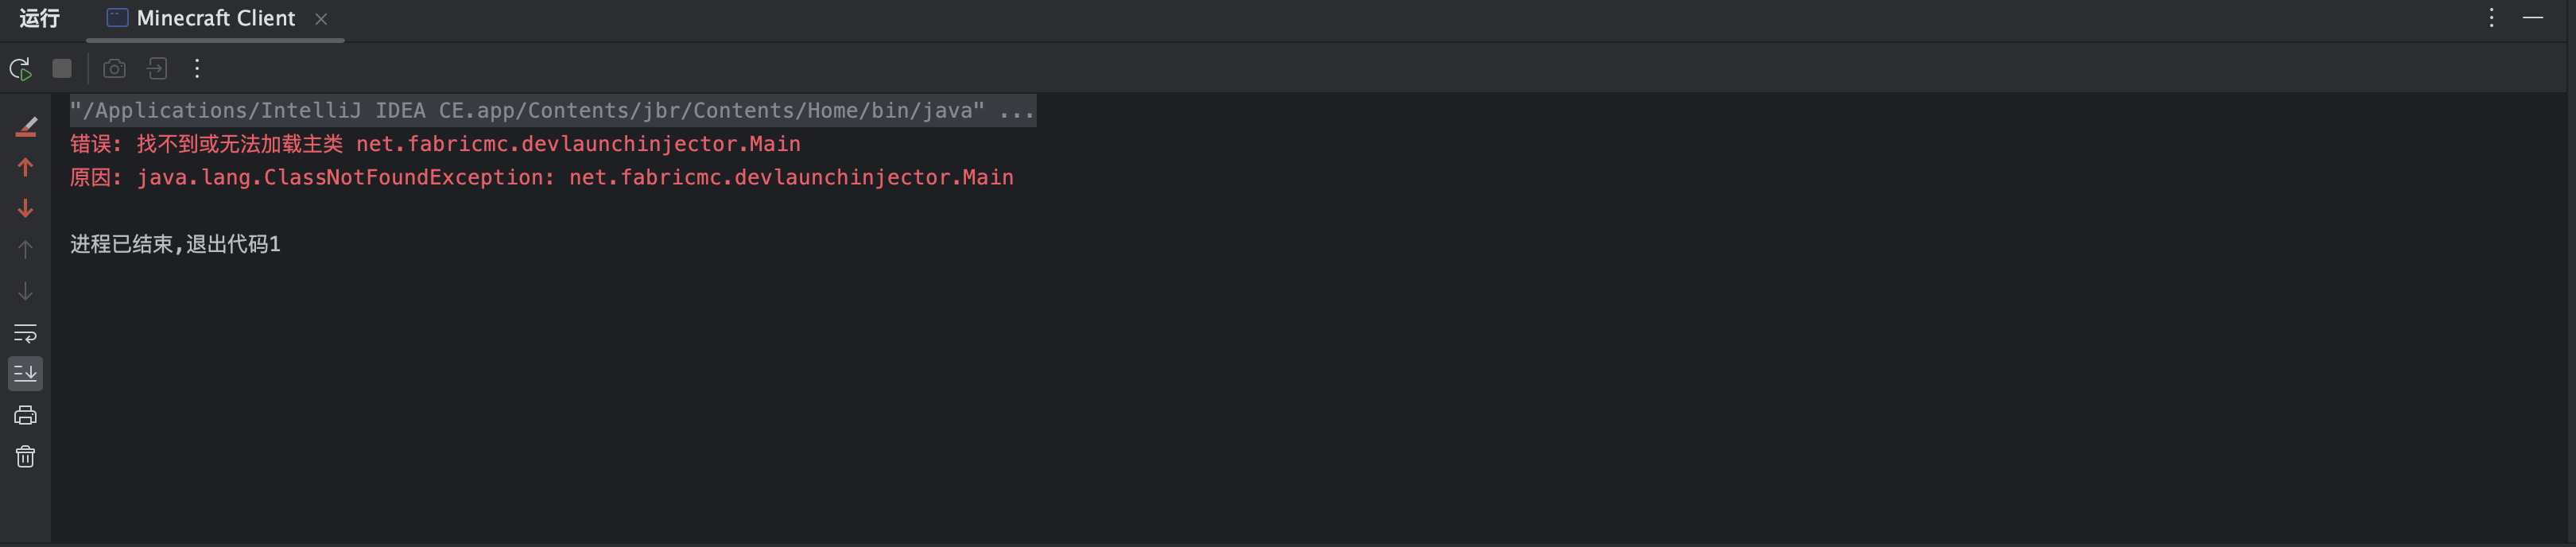 运行 Minecraft Client
"/Applications/IntelliJ IDEA CE.app/Contents/jbr/Contents/Home/bin/java" ...
错误: 找不到或无法加载主类 net.fabricmc.devlaunchinjector.Main
原因: java.lang.ClassNotFoundException: net.fabricmc.devlaunchinjector.Main
进程已结束,退出代码1